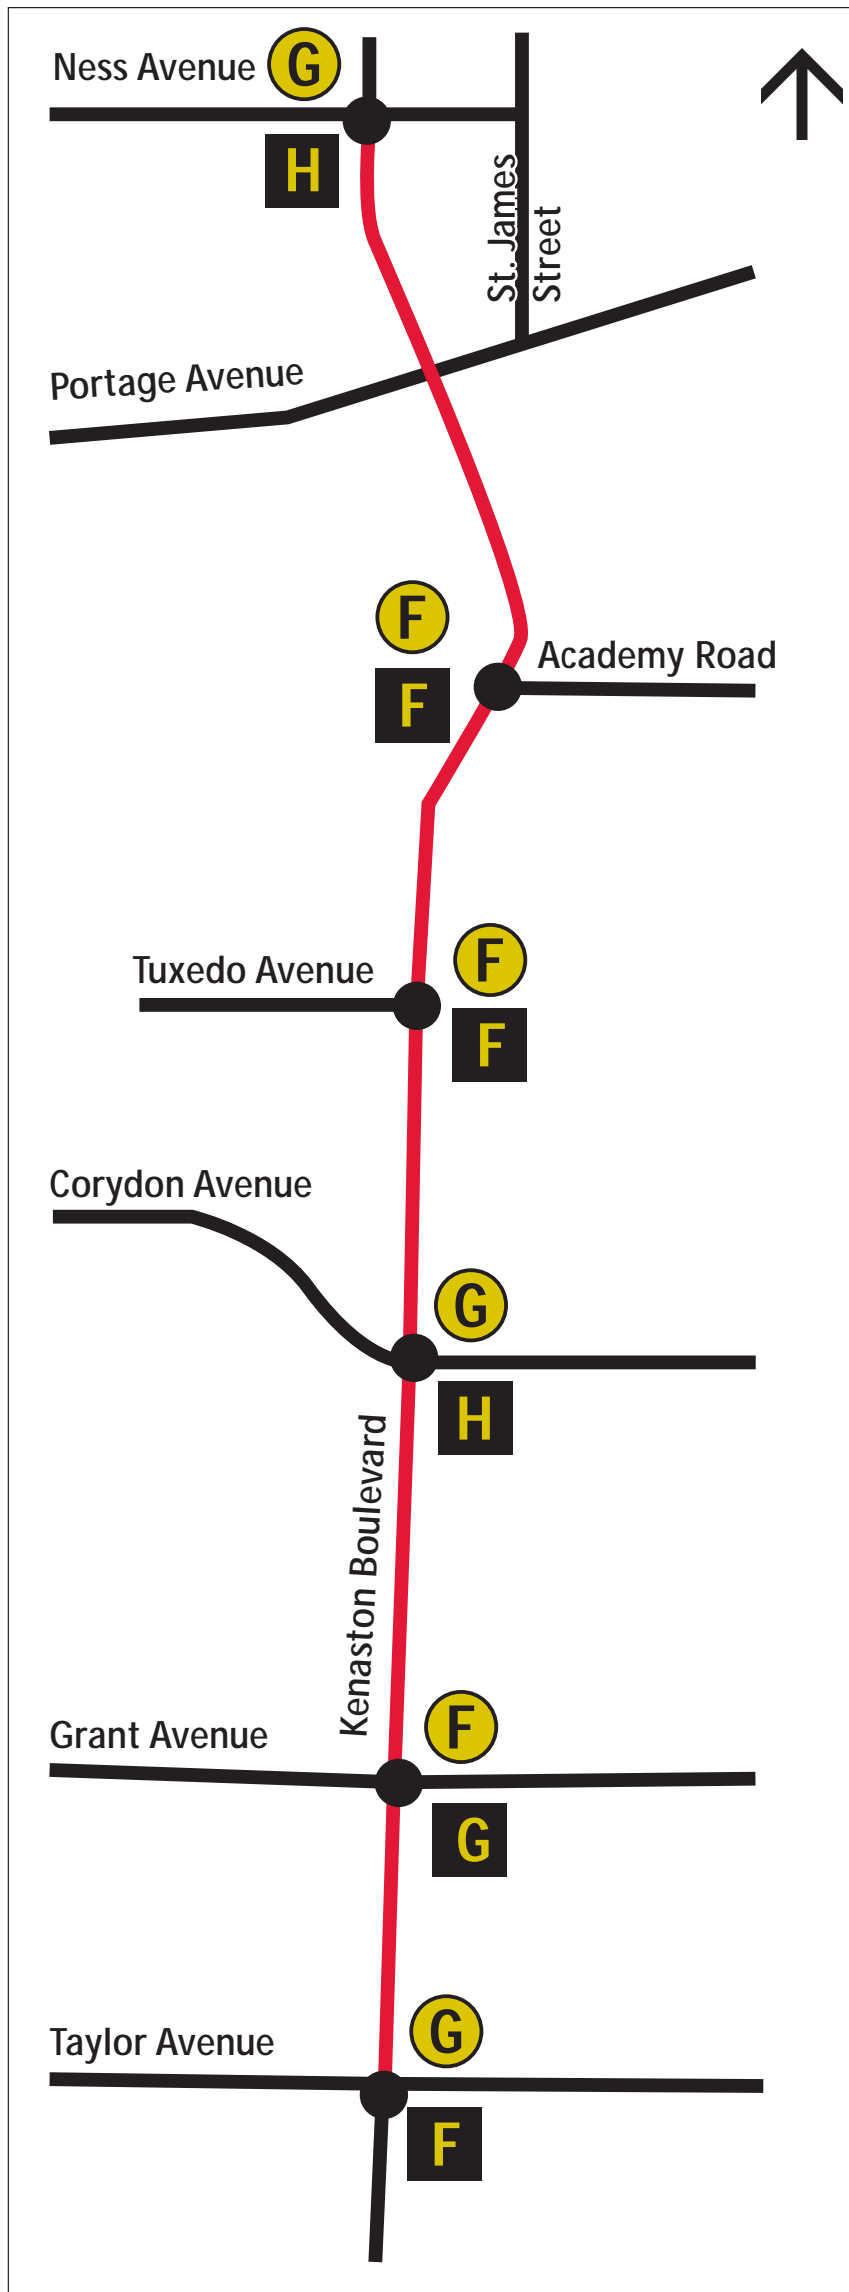 Ness Avenue
G
H
St. James
Street
Portage Avenue
F
F
Academy Road
Tuxedo Avenue
F
F
Corydon Avenue
G
H
Kenaston Boulevard
Grant Avenue
F
G
Taylor Avenue
G
F